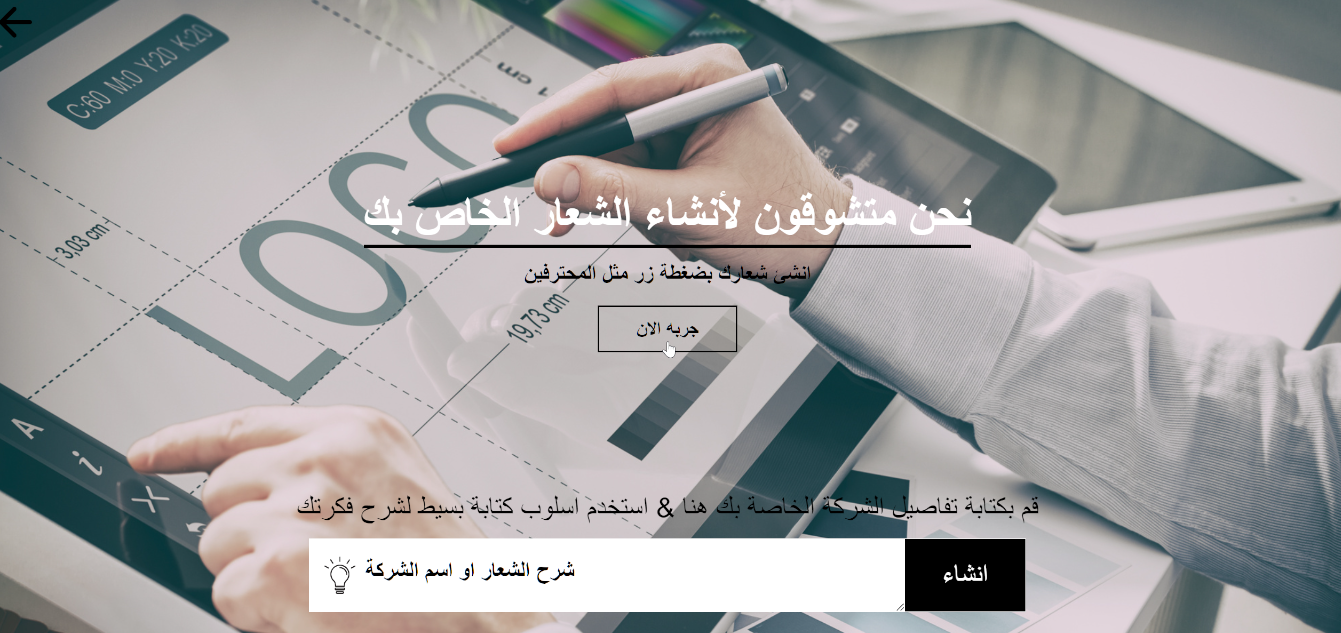 C:60 M:0 Y:20 K:20
cm
LOGO
3,03 cm
نحن متشوقون لأنشاء الشعار الخاص بك
انشئ شعارك بضغطة زر مثل المحترفين
19,73 cm
جربه الان
A
i
X
قم بكتابة تفاصيل الشركة الخاصة بك هنا & استخدم اسلوب كتابة بسيط لشرح فكرتك
شرح الشعار او اسم الشركة
انشاء